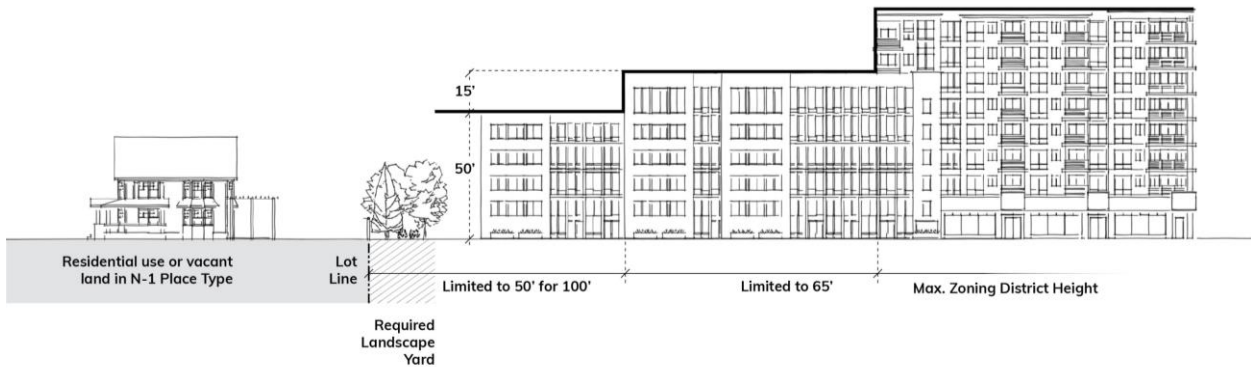 15’
50’
Residential use or vacant
land in N-1 Place Type
Lot
Line
Limited to 50’ for 100’
Limited to 65’
Max. Zoning District Height
Required
Landscape
Yard